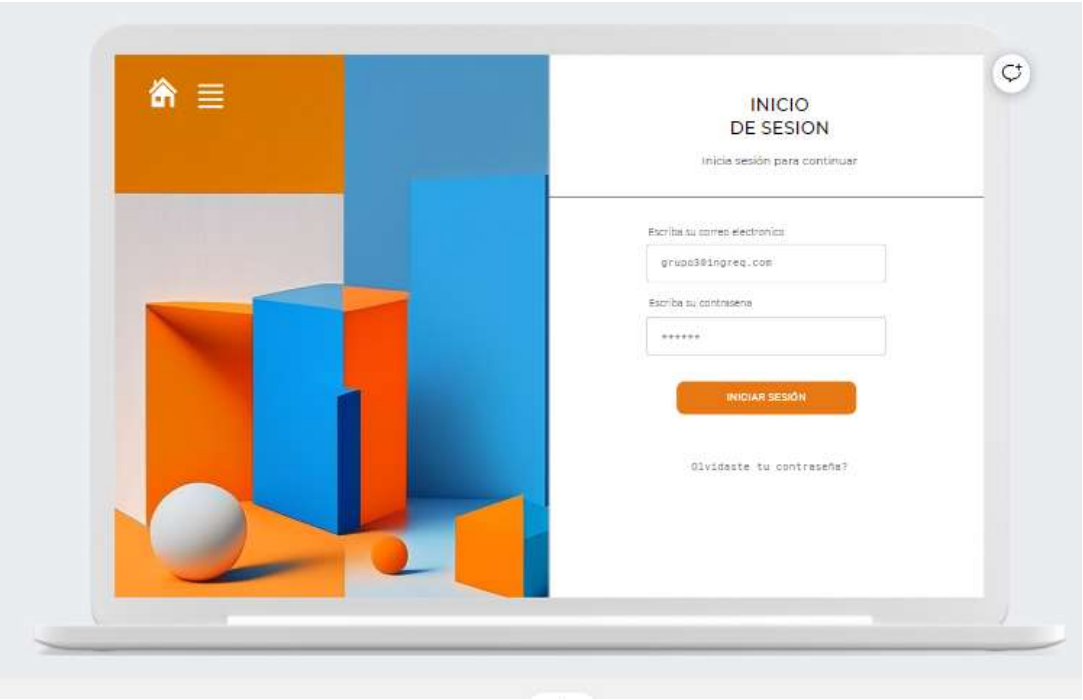 INICIO
DE SESION
Inicia sesión para continuar
Escriba su correo electronico
grupo3@ingreq.com
Escriba su contrasena
******
INICIAR SESIÓN
Olvidaste tu contraseña?